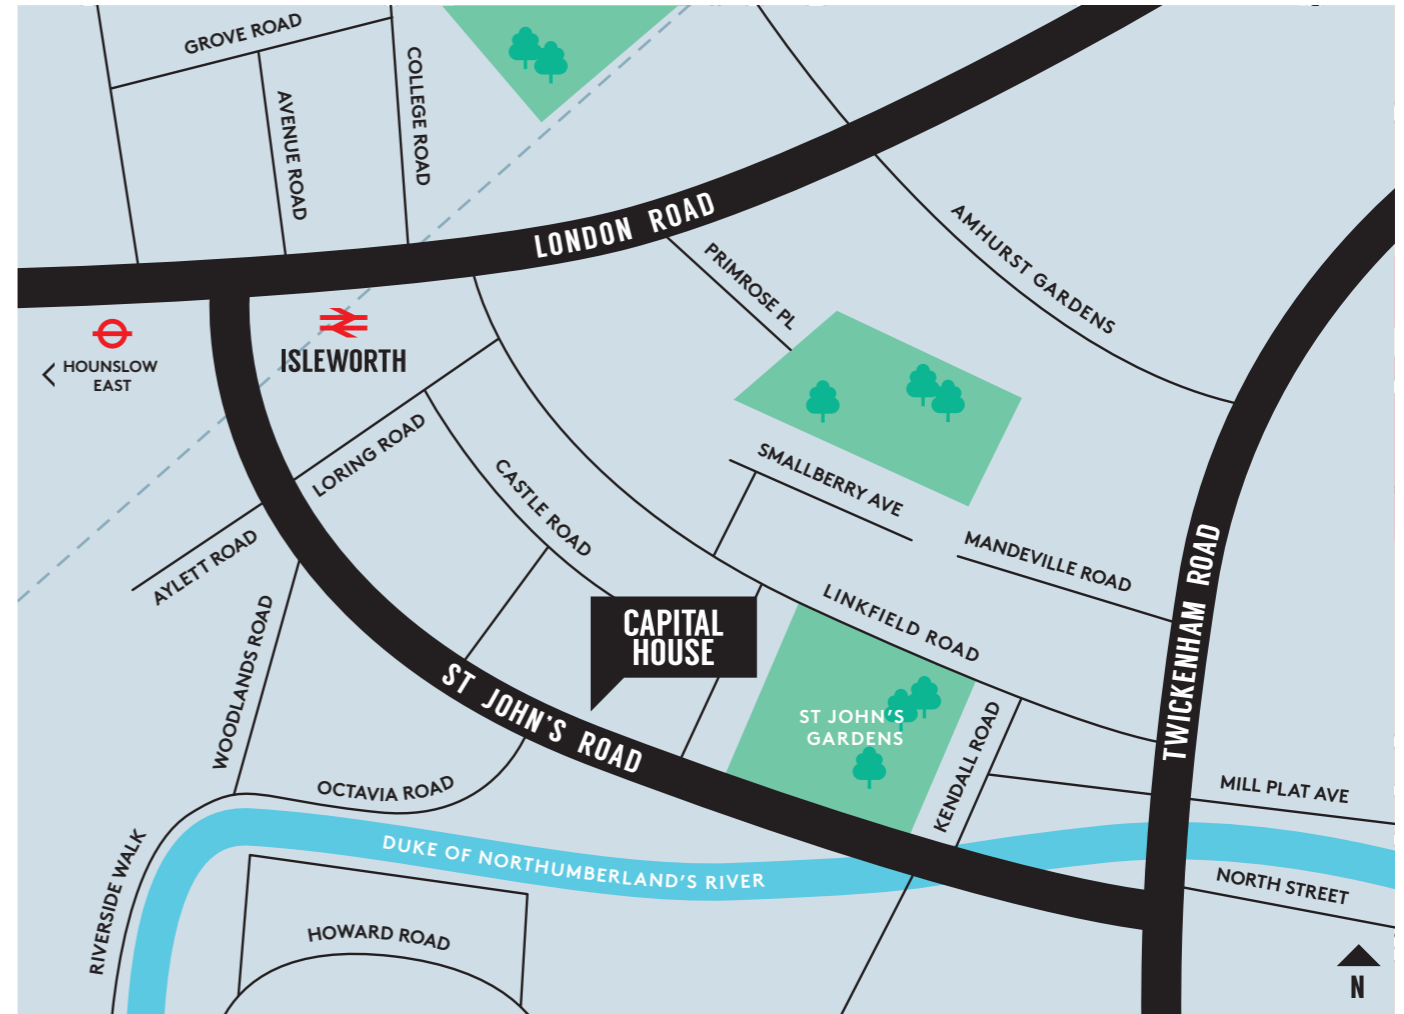 GROVE ROAD
AVENUE ROAD
COLLEGE ROAD
LONDON ROAD
PRIMROSE PL
AMHURST GARDENS
HOUNSLOW
EAST
ISLEWORTH
LORING ROAD
CASTLE ROAD
SMALLBERRY AVE
MANDEVILLE ROAD
AYLETT ROAD
WOODLANDS ROAD
CAPITAL
HOUSE
LINKFIELD ROAD
TWICKENHAM ROAD
ST JOHN'S ROAD
ST JOHN'S
GARDENS
KENDALL ROAD
OCTAVIA ROAD
MILL PLAT AVE
RIVERSIDE WALK
DUKE OF NORTHUMBERLAND'S RIVER
NORTH STREET
HOWARD ROAD
N